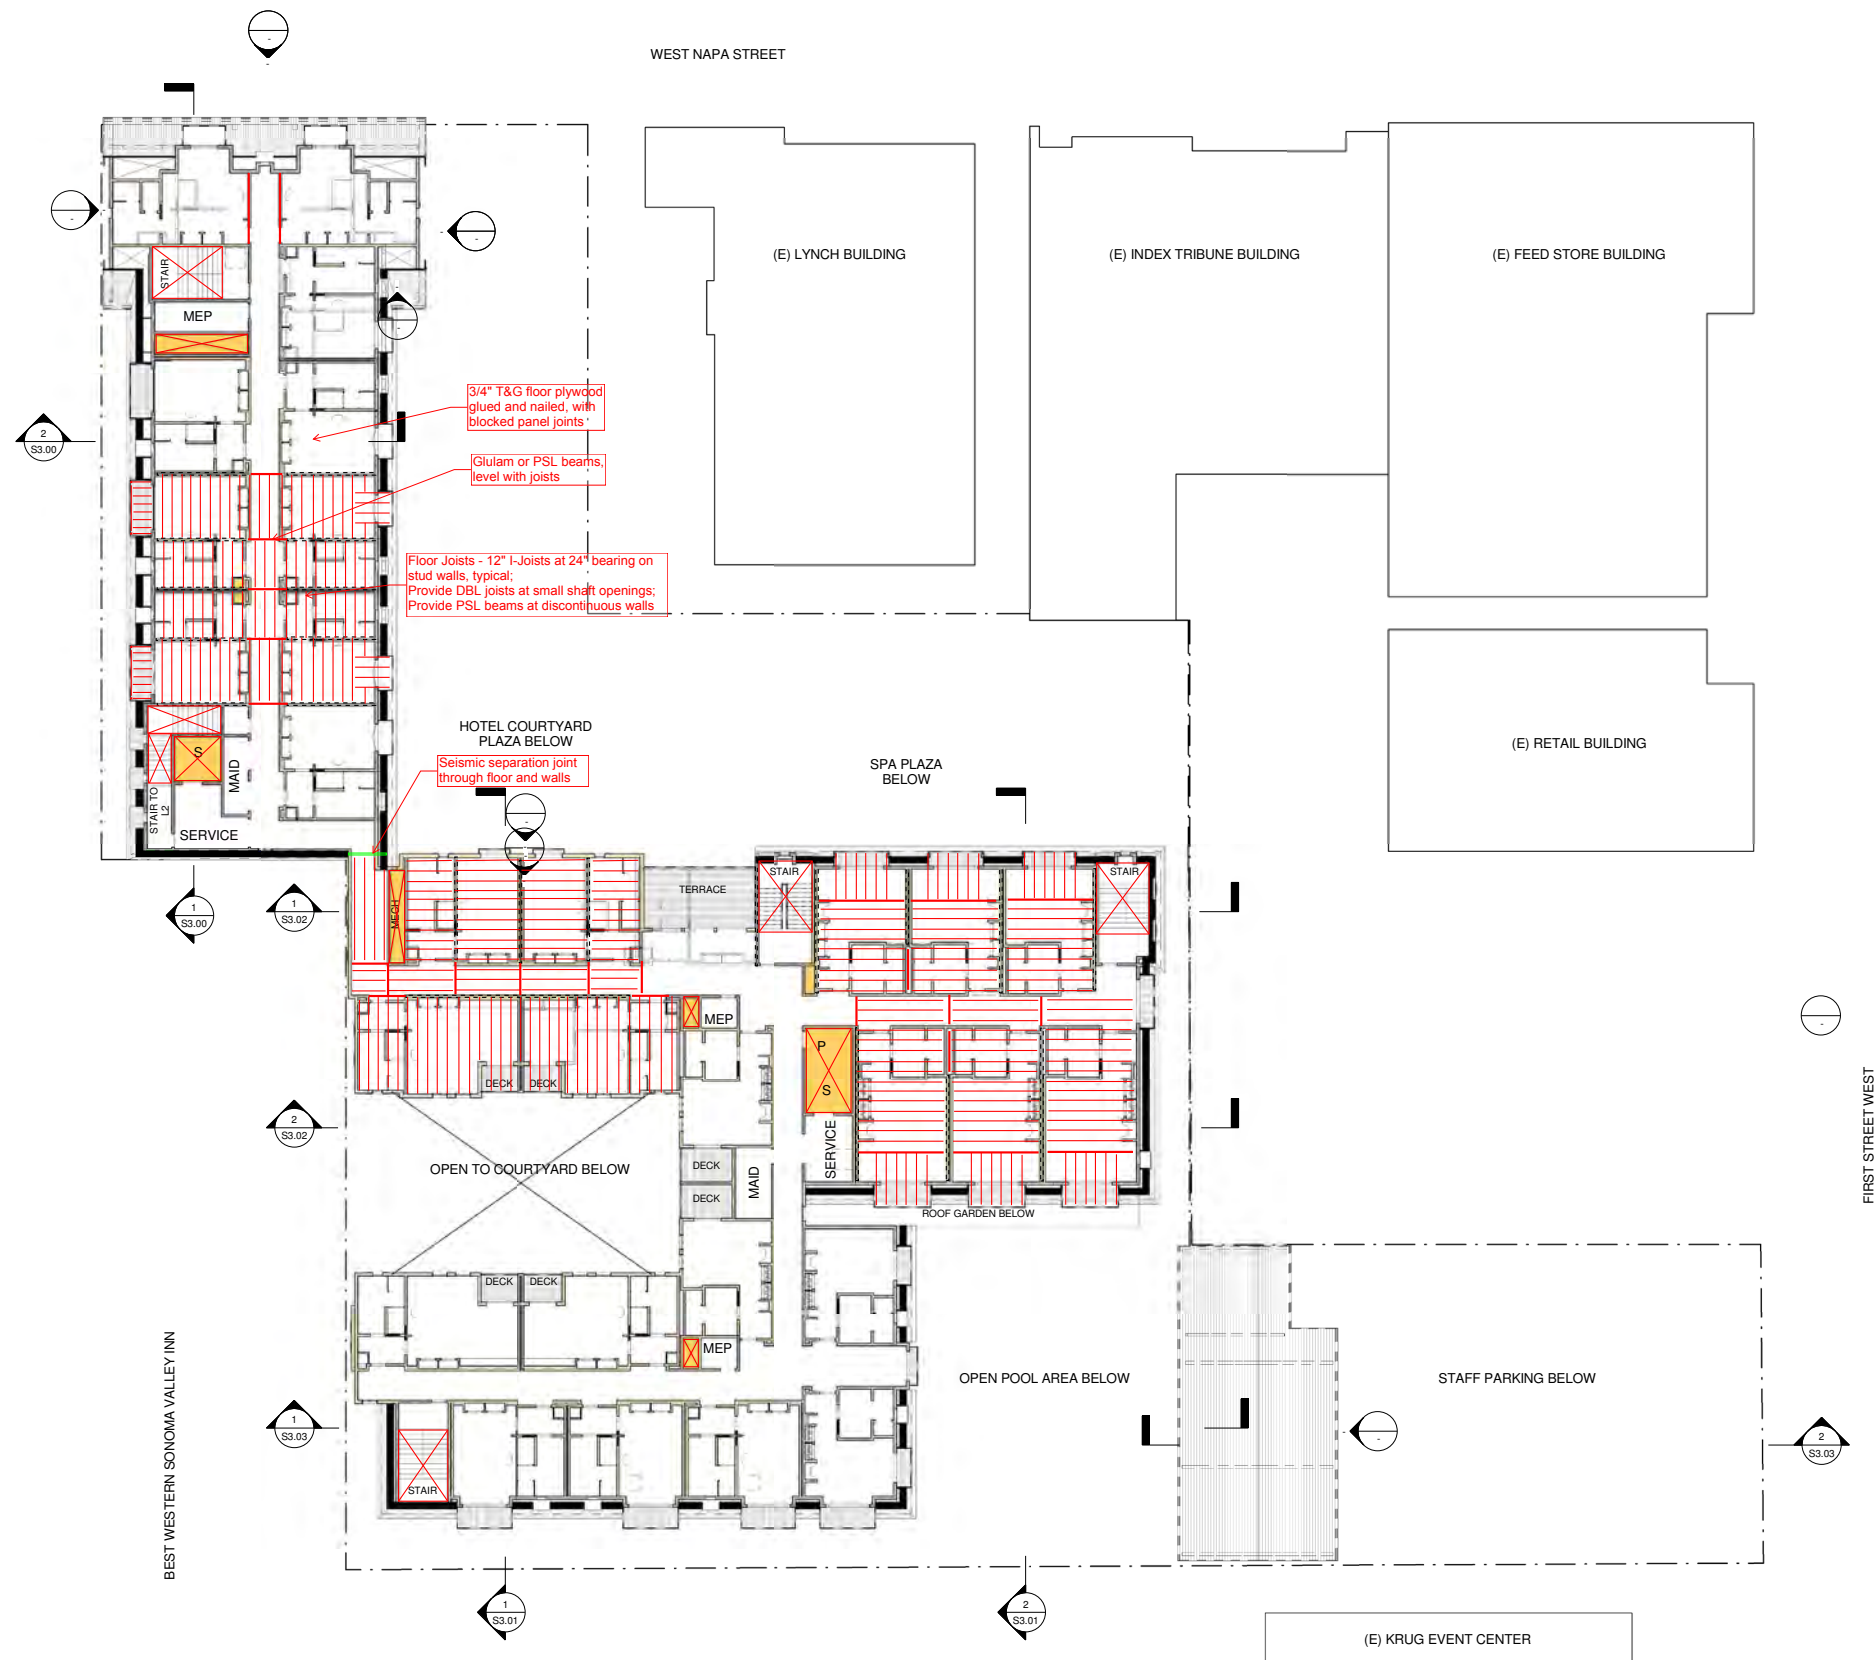 WEST NAPA STREET
(E) LYNCH BUILDING
(E) INDEX TRIBUNE BUILDING
(E) FEED STORE BUILDING
STAIR
MEP
3/4" T&G floor plywood
glued and nailed, with
blocked panel joints
2
S3.00
Glulam or PSL beams,
level with joists
Floor Joists - 12" I-Joists at 24" bearing on
stud walls, typical;
Provide DBL joists at small shaft openings;
Provide PSL beams at discontinuous walls
HOTEL COURTYARD
PLAZA BELOW
(E) RETAIL BUILDING
S
MAID
Seismic separation joint
through floor and walls
SPA PLAZA
BELOW
STAIR TO
L2
SERVICE
1
S3.00
1
S3.02
MECH
TERRACE
STAIR
STAIR
MEP
P
S
DECK
DECK
2
S3.02
OPEN TO COURTYARD BELOW
DECK
DECK
MAID
SERVICE
ROOF GARDEN BELOW
FIRST STREET WEST
DECK
DECK
MEP
OPEN POOL AREA BELOW
STAFF PARKING BELOW
1
S3.03
2
S3.03
STAIR
BEST WESTERN SONOMA VALLEY INN
1
S3.01
2
S3.01
(E) KRUG EVENT CENTER